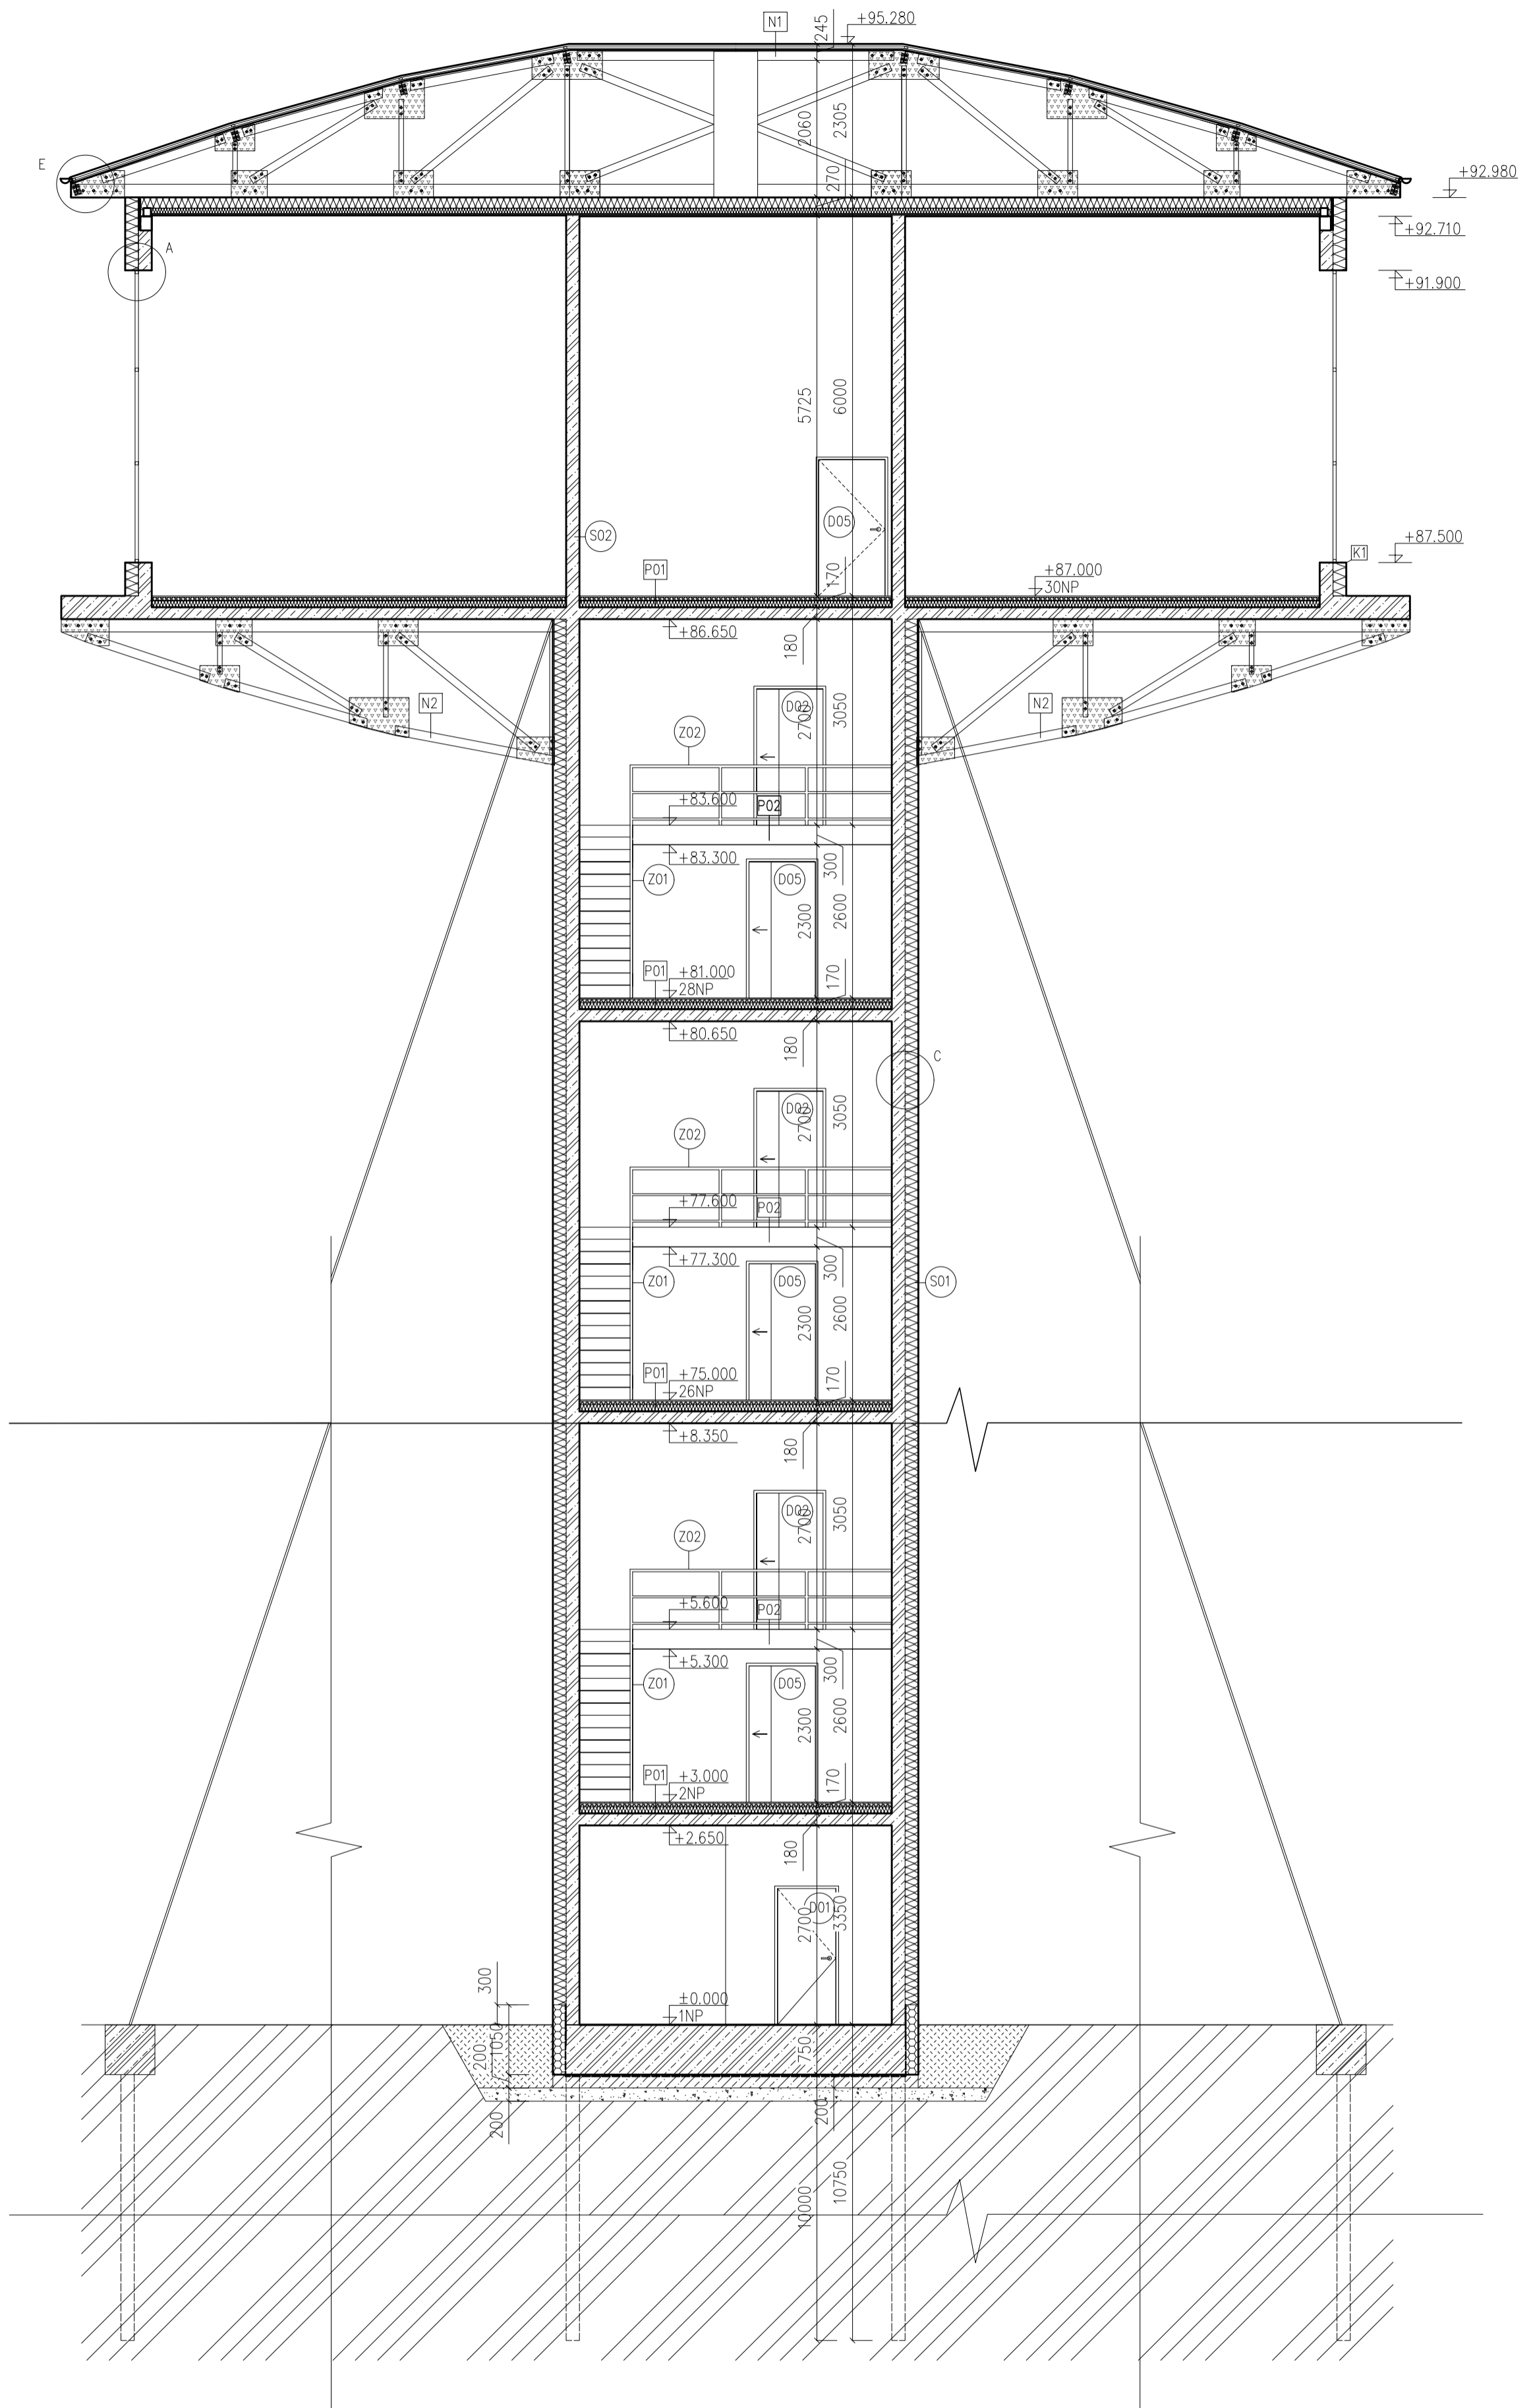 N1
245
+95.280
2060
2305
E
270
+92.980
+92.710
A
+91.900
5725
6000
D05
S02
+87.500
K1
P01
170
+87.000
30NP
+86.650
180
N2
D02
2700
3050
N2
Z02
+83.600
P02
+83.300
300
Z01
D05
2300
2600
P01
+81.000
28NP
170
+80.650
180
C
D02
2700
3050
Z02
+77.600
P02
+77.300
300
Z01
D05
S01
2300
2600
P01
+75.000
26NP
170
+8.350
180
D02
2700
3050
Z02
+5.600
P02
+5.300
300
Z01
D05
2300
2600
P01
+3.000
2NP
170
+2.650
180
D01
2700
3350
300
±0.000
1NP
1050
200
750
200
200
10750
10000